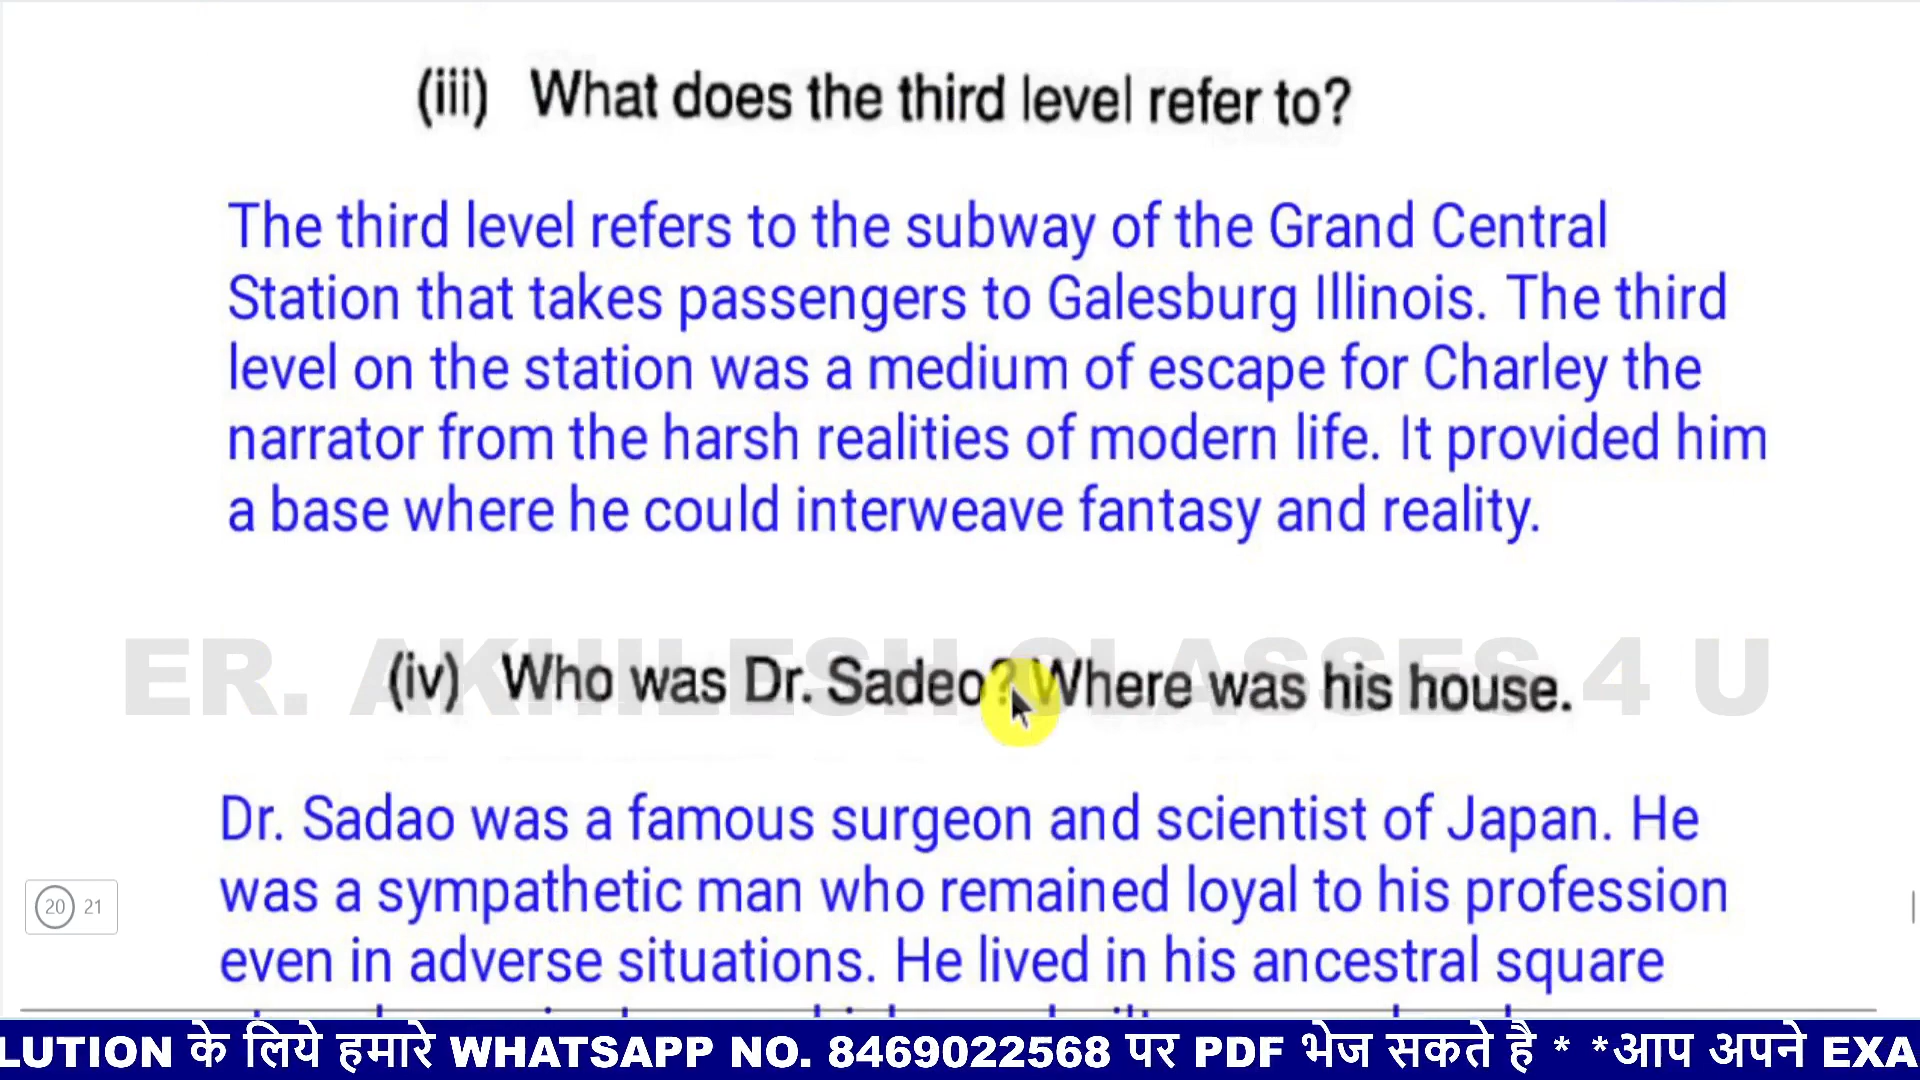 (iii) What does the third level refer to?
The third level refers to the subway of the Grand Central
Station that takes passengers to Galesburg Illinois. The third
level on the station was a medium of escape for Charley the
narrator from the harsh realities of modern life. It provided him
a base where he could interweave fantasy and reality.
ER. AKHILESH CLASSES 4 U
(iv) Who was Dr. Sadeo? Where was his house.
Dr. Sadao was a famous surgeon and scientist of Japan. He
was a sympathetic man who remained loyal to his profession
even in adverse situations. He lived in his ancestral square
20 21
LUTION के लिये हमारे WHATSAPP NO. 8469022568 पर PDF भेज सकते है * *आप अपने EXA